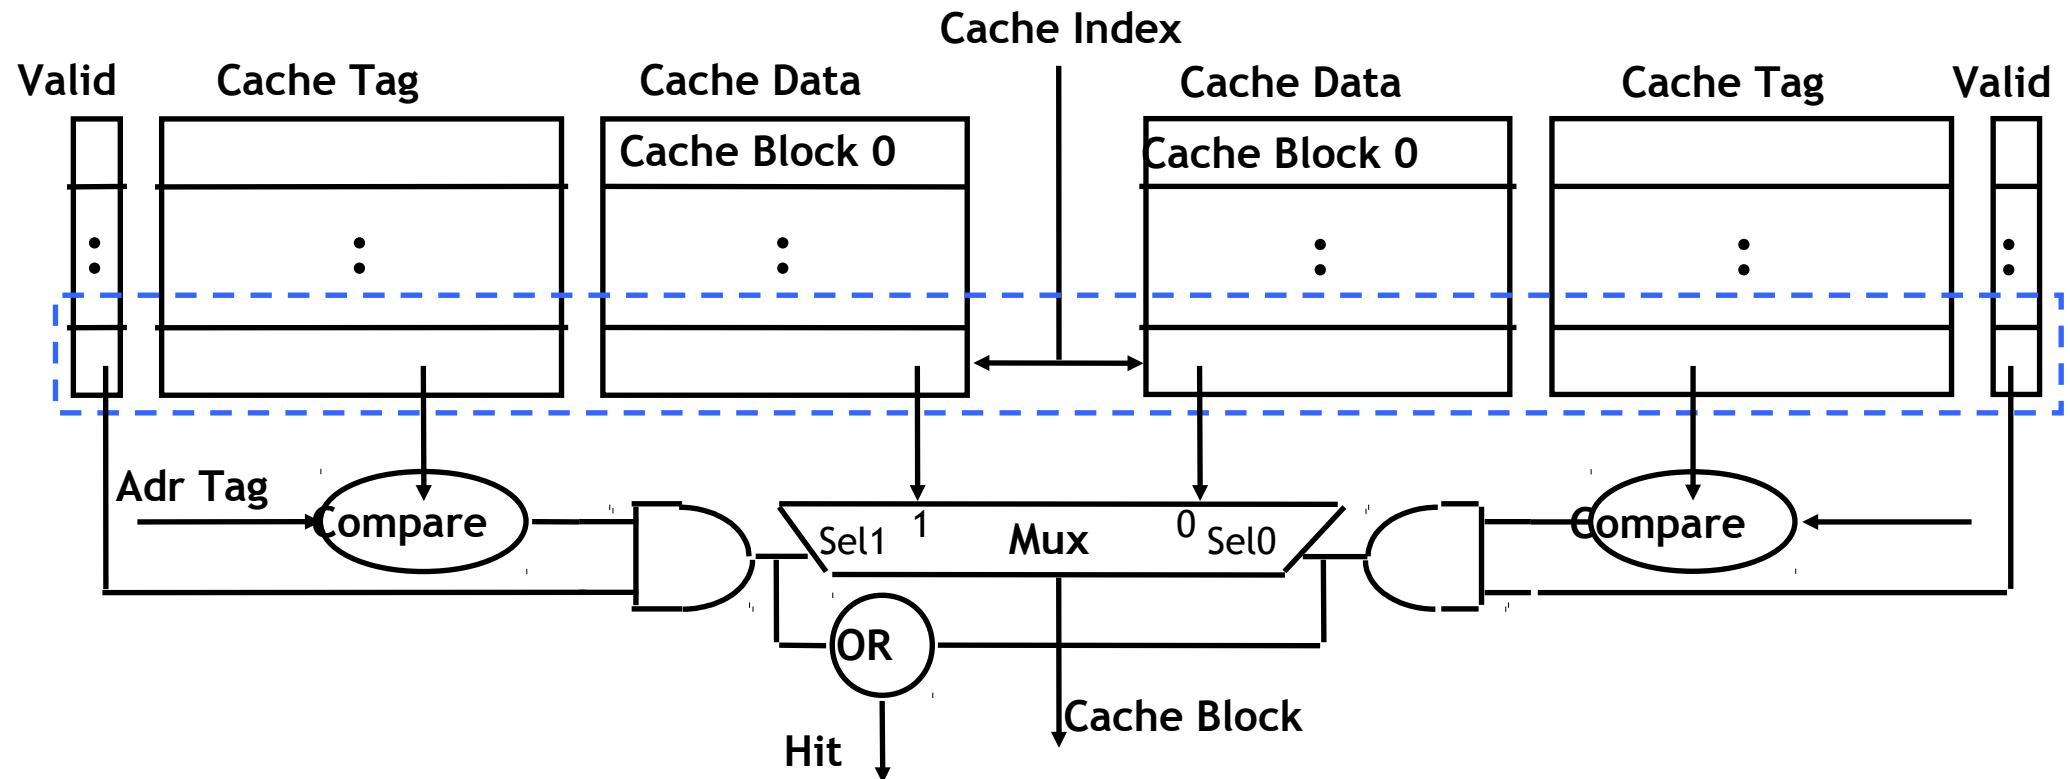 Cache Index
Valid
Cache Tag
Cache Data
Cache Data
Cache Tag
Valid
Cache Block 0
Cache Block 0
:
:
:
:
:
:
Adr Tag
Compare
Sel1
1
Mux
0
Sel0
Compare
OR
Cache Block
Hit